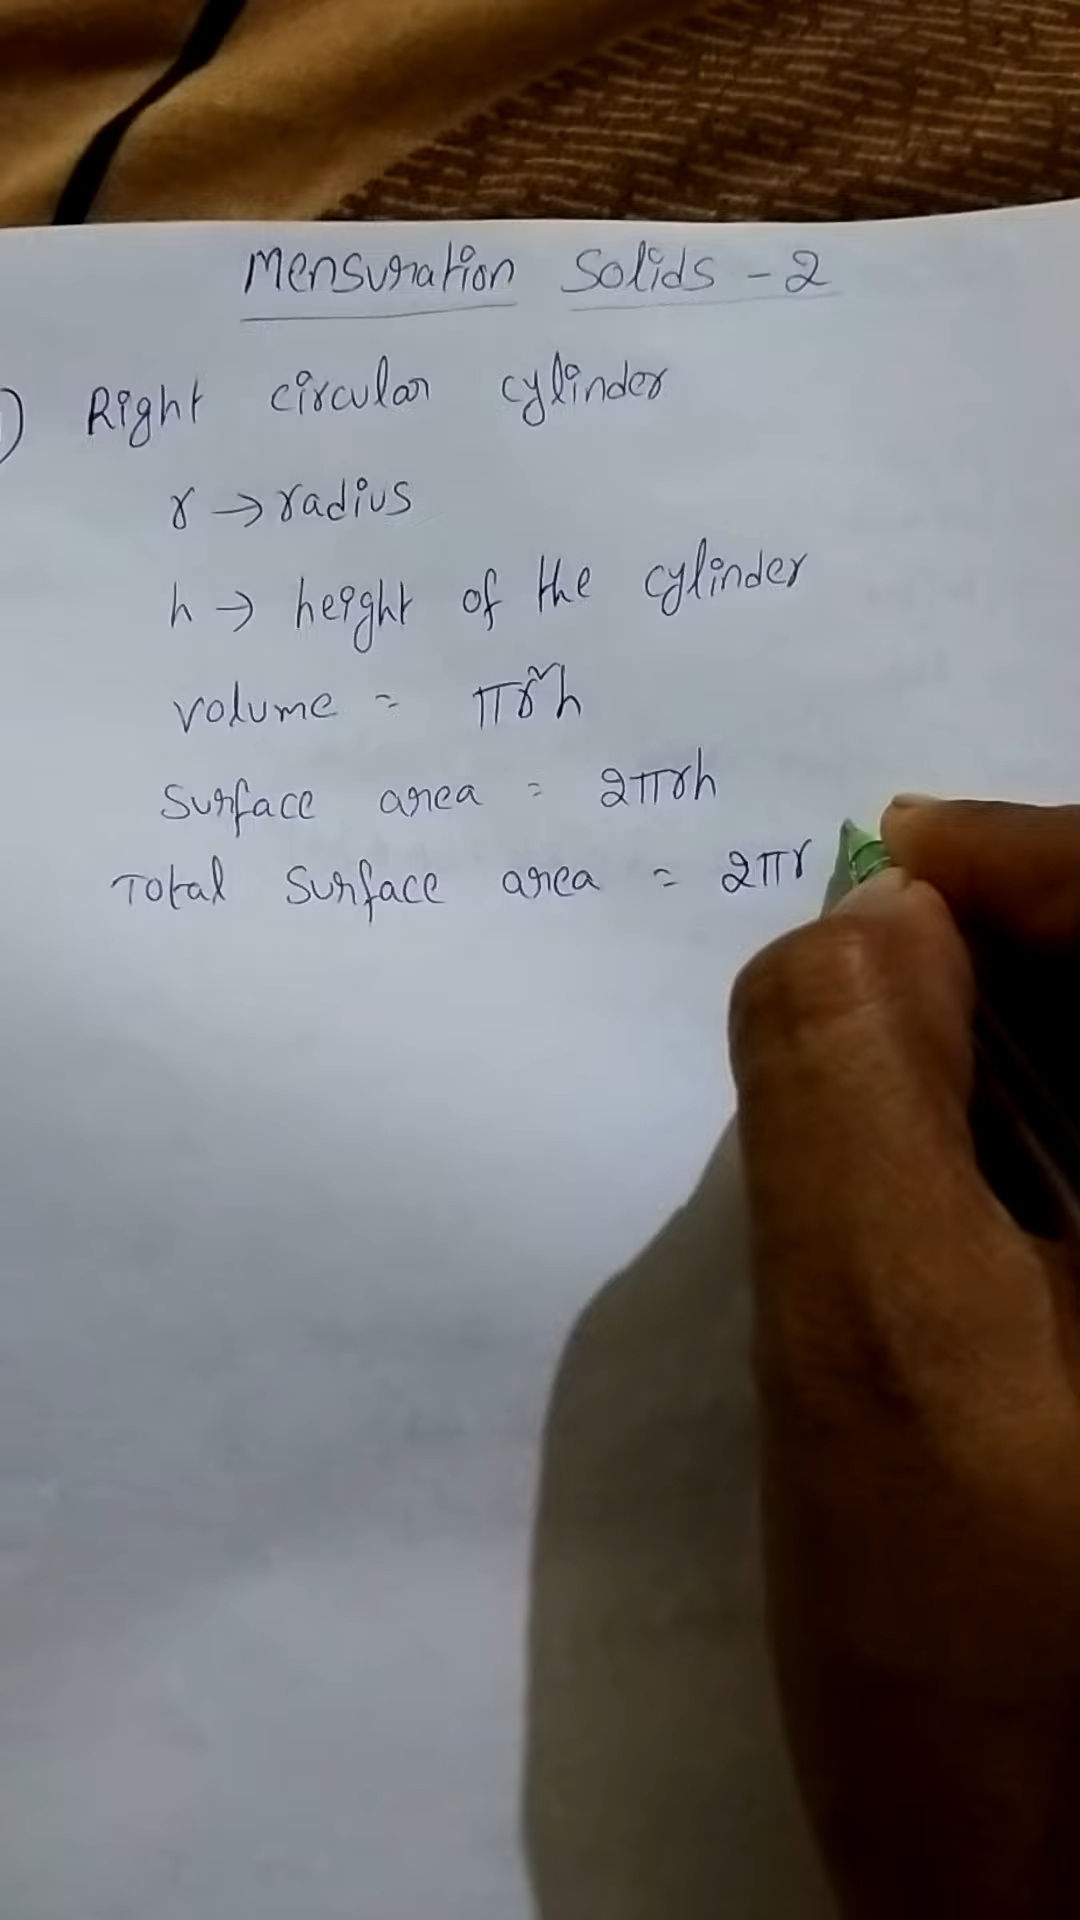 Mensuration Solids - 2
) Right circular cylinder
r → radius
h → height of the cylinder
volume = πr²h
Surface area = 2πrh
Total Surface area = 2πr